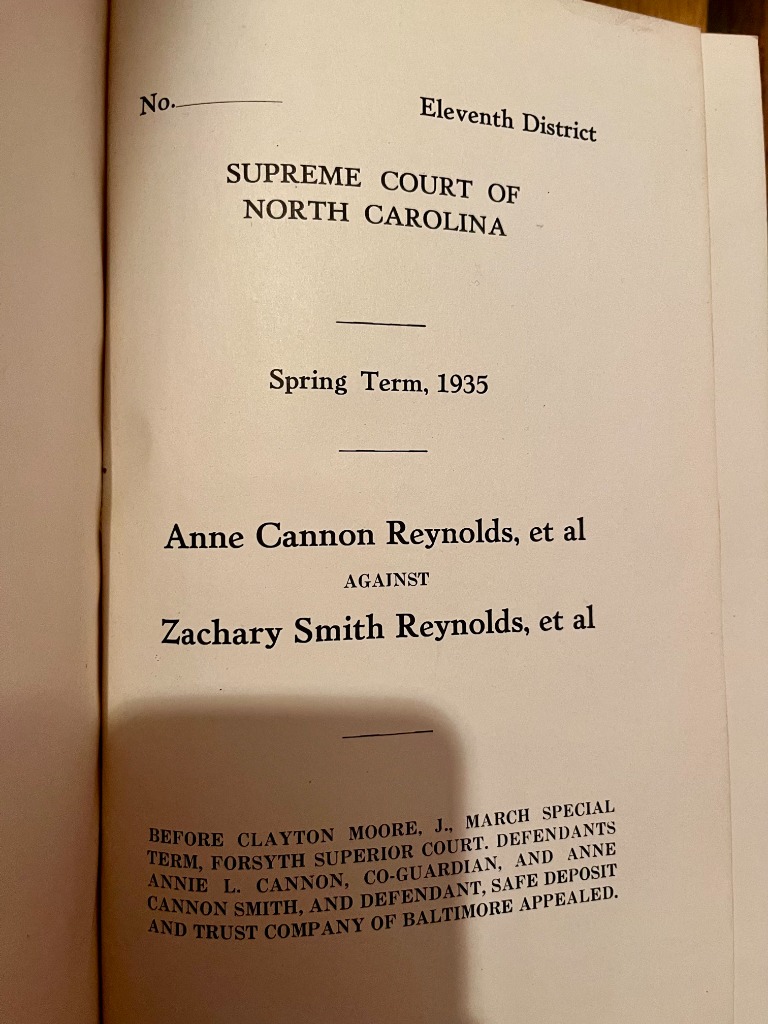 No.
Eleventh District
SUPREME COURT OF
NORTH CAROLINA
Spring Term, 1935
Anne Cannon Reynolds, et al
AGAINST
Zachary Smith Reynolds, et al
BEFORE CLAYTON MOORE, J., MARCH SPECIAL
TERM, FORSYTH SUPERIOR COURT. DEFENDANTS
ANNIE L. CANNON, CO-GUARDIAN, AND ANNE
CANNON SMITH, AND DEFENDANT, SAFE DEPOSIT
AND TRUST COMPANY OF BALTIMORE APPEALED.